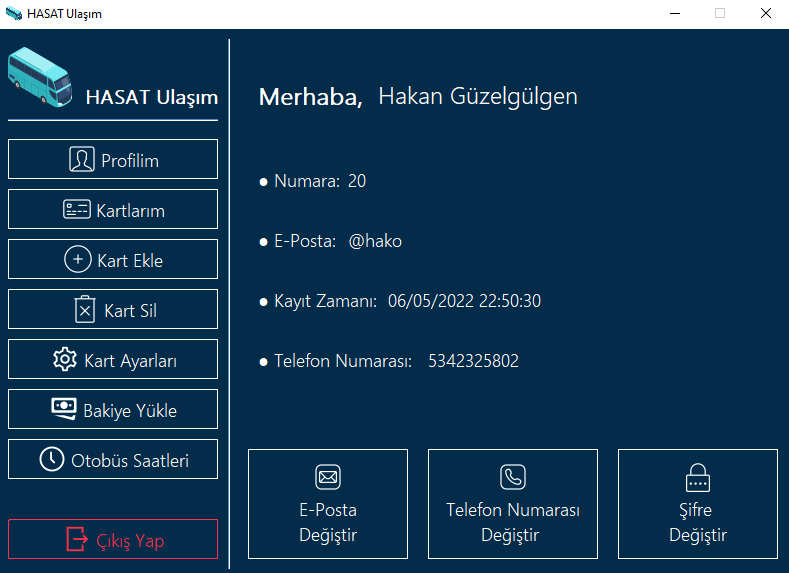 HASAT Ulaşım
HASAT Ulaşım
Profilim
Kartlarım
Kart Ekle
Kart Sil
Kart Ayarları
Bakiye Yükle
Otobüs Saatleri
Çıkış Yap
Merhaba, Hakan Güzelgülgen
● Numara: 20
● E-Posta: @hako
● Kayıt Zamanı: 06/05/2022 22:50:30
● Telefon Numarası: 5342325802
E-Posta
Değiştir
Telefon Numarası
Değiştir
Şifre
Değiştir